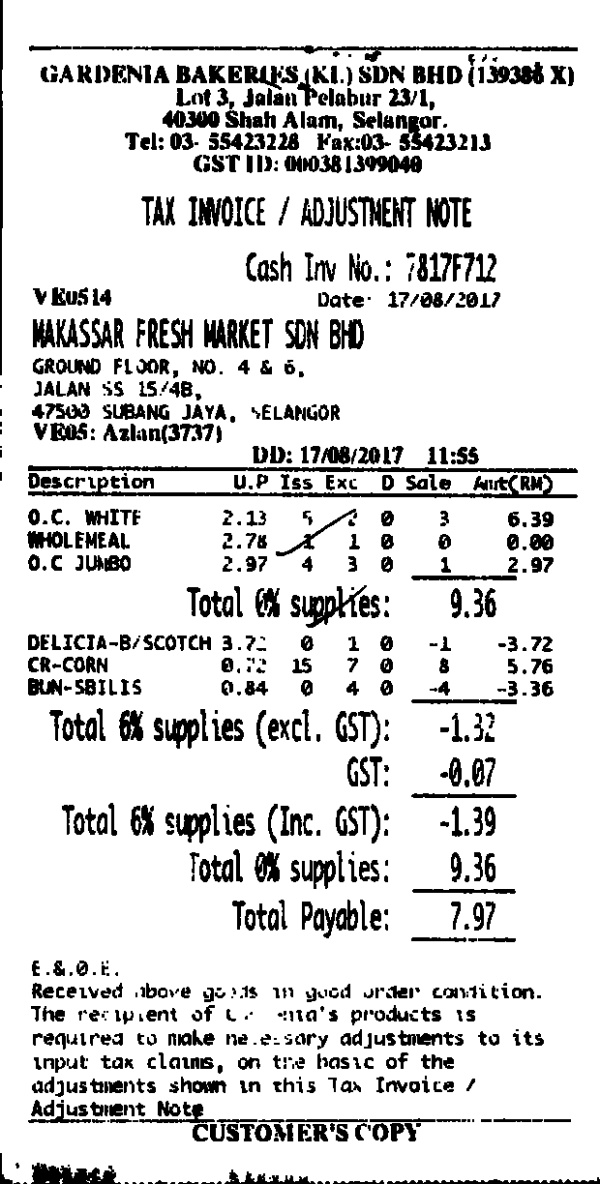 GARDENIA BAKERIES (KL) SDN BHD (139386 X)
Lot 3, Jalan Pelabur 23/1,
40300 Shah Alam, Selangor.
Tel: 03- 55423228 Fax:03- 55423213
GST ID: 000381399040
TAX INVOICE / ADJUSTMENT NOTE
Cash Inv No.: 7817F712
VE0514 Date: 17/08/2017
MAKASSAR FRESH MARKET SDN BHD
GROUND FLOOR, NO. 4 & 6,
JALAN SS 15/4B,
47500 SUBANG JAYA, SELANGOR
VE05: Azlan(3737)
DD: 17/08/2017 11:55
Description U.P Iss Exc D Sale Amt(RM)
O.C. WHITE 2.13 5 2 0 3 6.39
WHOLEMEAL 2.78 1 1 0 0 0.00
O.C JUMBO 2.97 4 3 0 1 2.97
Total 0% supplies: 9.36
DELICIA-B/SCOTCH 3.72 0 1 0 -1 -3.72
CR-CORN 0.72 15 7 0 8 5.76
BUN-SBILIS 0.84 0 4 0 -4 -3.36
Total 6% supplies (excl. GST): -1.32
GST: -0.07
Total 6% supplies (Inc. GST): -1.39
Total 0% supplies: 9.36
Total Payable: 7.97
E.&.O.E.
Received above goods in good order condition.
The recipient of products is
required to make necessary adjustments to its
input tax claims, on the basic of the
adjustments shown in this Tax Invoice /
Adjustment Note
CUSTOMER'S COPY